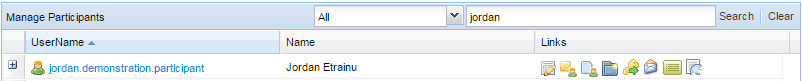 Manage Participants All jordan Search Clear
UserName Name Links
jordan.demonstration.participant Jordan Etrainu